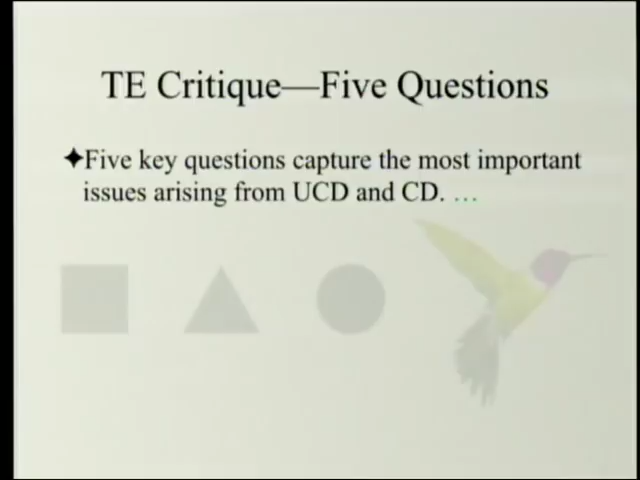 TE Critique—Five Questions
✦Five key questions capture the most important
issues arising from UCD and CD. …